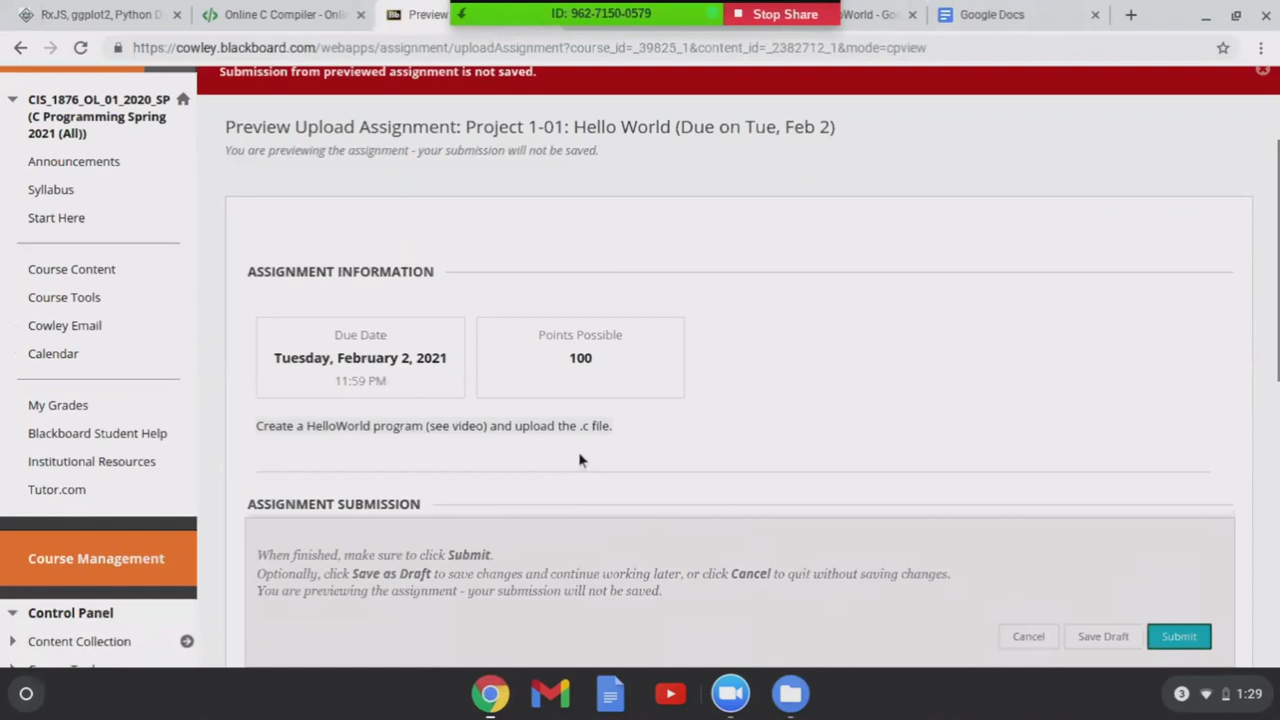 RxJS, ggplot2, Python D
Online C Compiler - Onlin
Bb
Preview
ID: 962-7150-0579
Stop Share
World - Go
Google Docs
https://cowley.blackboard.com/webapps/assignment/uploadAssignment?course_id=_39825_1&content_id=_2382712_1&mode=cpview
Submission from previewed assignment is not saved.
CIS_1876_OL_01_2020_SP
(C Programming Spring
2021 (All))
Announcements
Syllabus
Start Here
Course Content
Course Tools
Cowley Email
Calendar
My Grades
Blackboard Student Help
Institutional Resources
Tutor.com
Course Management
Control Panel
Content Collection
Preview Upload Assignment: Project 1-01: Hello World (Due on Tue, Feb 2)
You are previewing the assignment - your submission will not be saved.
ASSIGNMENT INFORMATION
Due Date
Tuesday, February 2, 2021
11:59 PM
Points Possible
100
Create a HelloWorld program (see video) and upload the .c file.
ASSIGNMENT SUBMISSION
When finished, make sure to click Submit.
Optionally, click Save as Draft to save changes and continue working later, or click Cancel to quit without saving changes.
You are previewing the assignment - your submission will not be saved.
Cancel
Save Draft
Submit
3
1:29